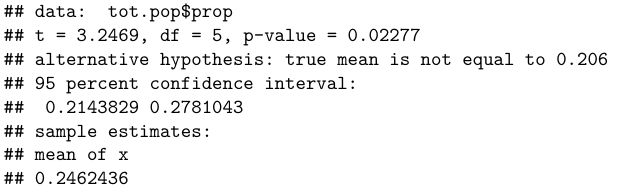 ## data:  tot.pop$prop
## t = 3.2469, df = 5, p-value = 0.02277
## alternative hypothesis: true mean is not equal to 0.206
## 95 percent confidence interval:
##  0.2143829 0.2781043
## sample estimates:
## mean of x
## 0.2462436